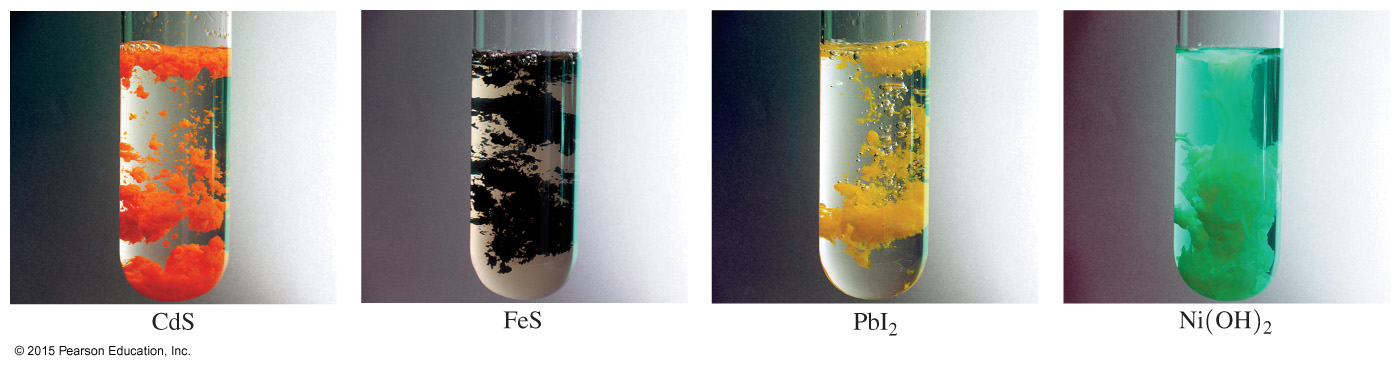 CdS FeS PbI₂ Ni(OH)₂
© 2015 Pearson Education, Inc.